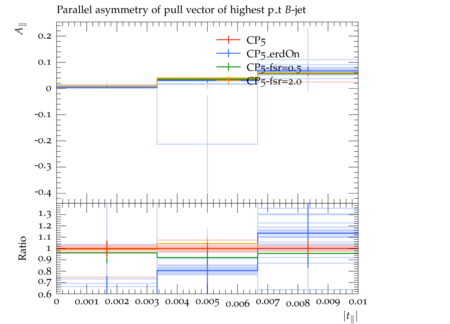 Parallel asymmetry of pull vector of highest p_t B-jet
A∥
0.2
0.1
0
-0.1
-0.2
-0.3
-0.4
CP5
CP5_erdOn
CP5-fsr=0.5
CP5-fsr=2.0
Ratio
1.3
1.2
1.1
1
0.9
0.8
0.7
0.6
0 0.001 0.002 0.003 0.004 0.005 0.006 0.007 0.008 0.009 0.01
|t∥|